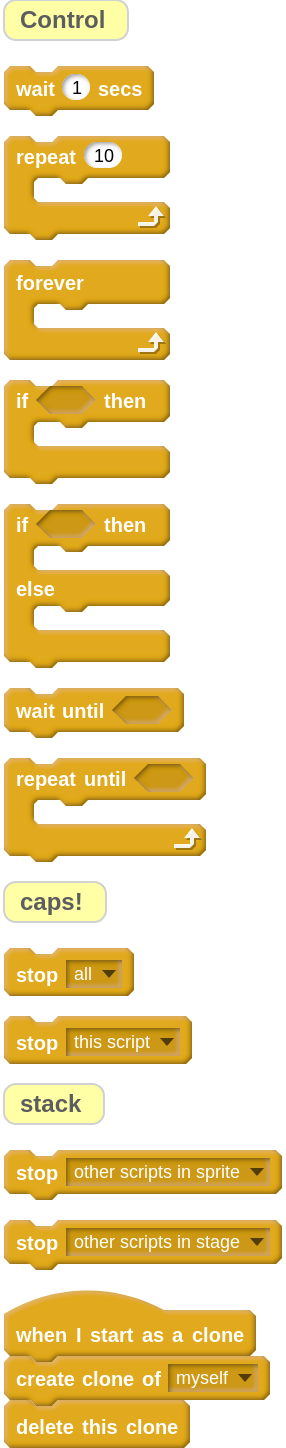 Control
wait 1 secs
repeat 10
forever
if then
if then
else
wait until
repeat until
caps!
stop all
stop this script
stack
stop other scripts in sprite
stop other scripts in stage
when I start as a clone
create clone of myself
delete this clone